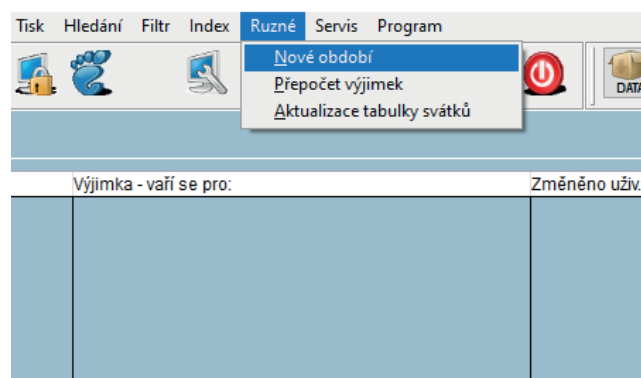 Tisk Hledání Filtr Index Ruzné Servis Program
Nové období
Přepočet výjimek
Aktualizace tabulky svátků
DATA
Výjimka - vaří se pro: Změněno uživ.